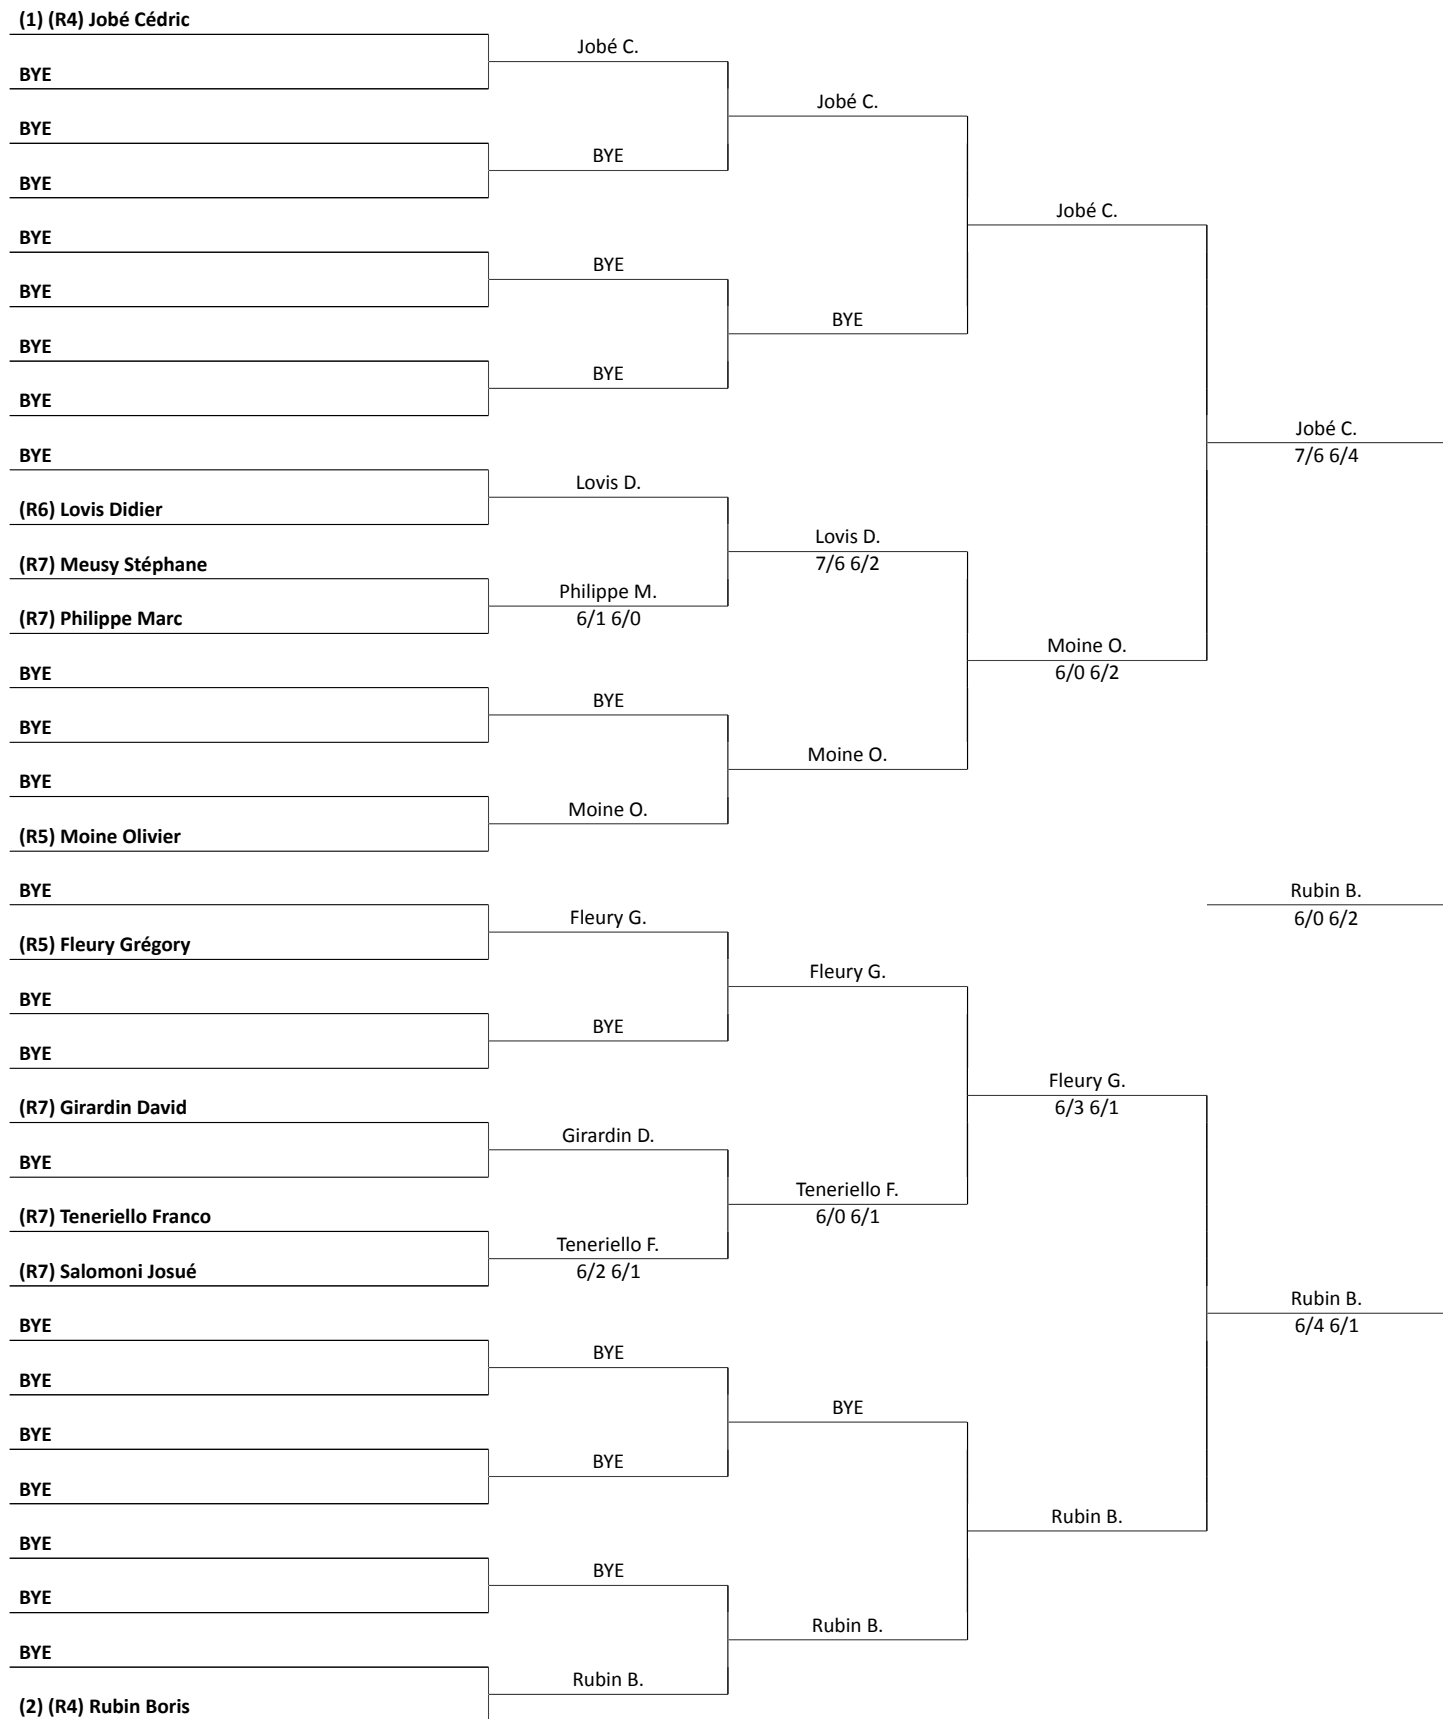 (1) (R4) Jobé Cédric
BYE
BYE
BYE
BYE
BYE
BYE
BYE
BYE
(R6) Lovis Didier
(R7) Meusy Stéphane
(R7) Philippe Marc
BYE
BYE
BYE
(R5) Moine Olivier
BYE
(R5) Fleury Grégory
BYE
BYE
(R7) Girardin David
BYE
(R7) Teneriello Franco
(R7) Salomoni Josué
BYE
BYE
BYE
BYE
BYE
BYE
BYE
(2) (R4) Rubin Boris
Jobé C.
BYE
BYE
BYE
Lovis D.
Philippe M.
6/1 6/0
BYE
Moine O.
Fleury G.
BYE
Girardin D.
Teneriello F.
6/2 6/1
BYE
BYE
BYE
Rubin B.
Jobé C.
BYE
Lovis D.
7/6 6/2
Moine O.
Fleury G.
Teneriello F.
6/0 6/1
BYE
Rubin B.
Jobé C.
Moine O.
6/0 6/2
Fleury G.
6/3 6/1
Rubin B.
Jobé C.
7/6 6/4
Rubin B.
6/0 6/2
Rubin B.
6/4 6/1